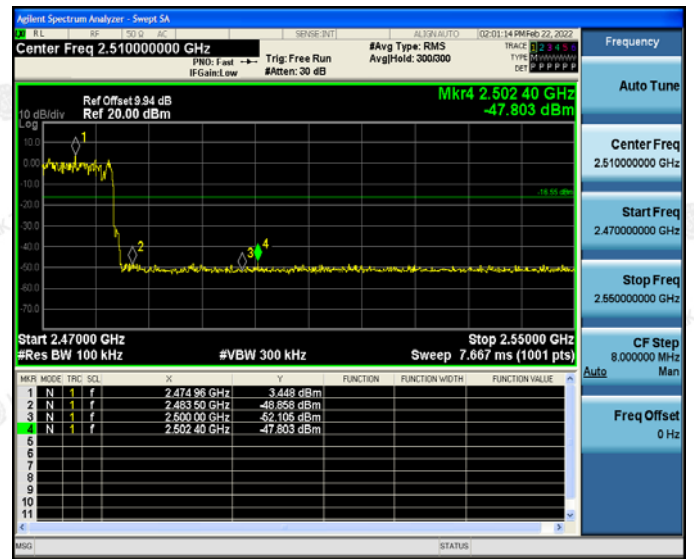 Agilent Spectrum Analyzer - Swept SA
RL RF 50 Ω AC SENSE:INT ALIGN AUTO 02:01:14 PM Feb 22, 2022
Center Freq 2.510000000 GHz
PNO: Fast
IFGain:Low
Trig: Free Run
#Atten: 30 dB
#Avg Type: RMS
Avg|Hold: 300/300
TRACE 1 2 3 4 5 6
TYPE M
DET P P P P P P
Ref Offset 9.94 dB
10 dB/div Ref 20.00 dBm
Log
Mkr4 2.502 40 GHz
-47.803 dBm
10.0
0.00
-10.0
-20.0
-30.0
-40.0
-50.0
-60.0
-70.0
1
2
3
4
-16.55 dBm
Start 2.47000 GHz Stop 2.55000 GHz
#Res BW 100 kHz #VBW 300 kHz Sweep 7.667 ms (1001 pts)
MKR MODE TRC SCL X Y FUNCTION FUNCTION WIDTH FUNCTION VALUE
1 N 1 f 2.474 96 GHz 3.448 dBm
2 N 1 f 2.483 50 GHz -48.858 dBm
3 N 1 f 2.500 00 GHz -52.105 dBm
4 N 1 f 2.502 40 GHz -47.803 dBm
5
6
7
8
9
10
11
MSG STATUS
Frequency
Auto Tune
Center Freq
2.510000000 GHz
Start Freq
2.470000000 GHz
Stop Freq
2.550000000 GHz
CF Step
8.000000 MHz
Auto Man
Freq Offset
0 Hz